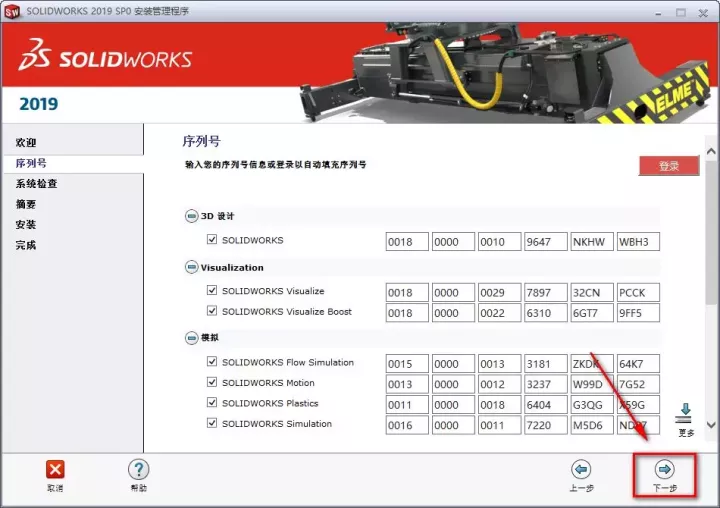 SOLIDWORKS 2019 SP0 安装管理程序
SOLIDWORKS
ELME
2019
欢迎
序列号
系统检查
摘要
安装
完成
序列号
输入您的序列号信息或登录以自动填充序列号
登录
3D 设计
SOLIDWORKS 0018 0000 0010 9647 NKHW WBH3
Visualization
SOLIDWORKS Visualize 0018 0000 0029 7897 32CN PCCK
SOLIDWORKS Visualize Boost 0018 0000 0022 6310 6GT7 9FF5
模拟
SOLIDWORKS Flow Simulation 0015 0000 0013 3181 64K7
SOLIDWORKS Motion 0013 0000 0012 3237 W99D 7G52
SOLIDWORKS Plastics 0011 0000 0018 6404 G3QG
SOLIDWORKS Simulation 0016 0000 0011 7220 M5D6
更多
取消
帮助
上一步
下一步